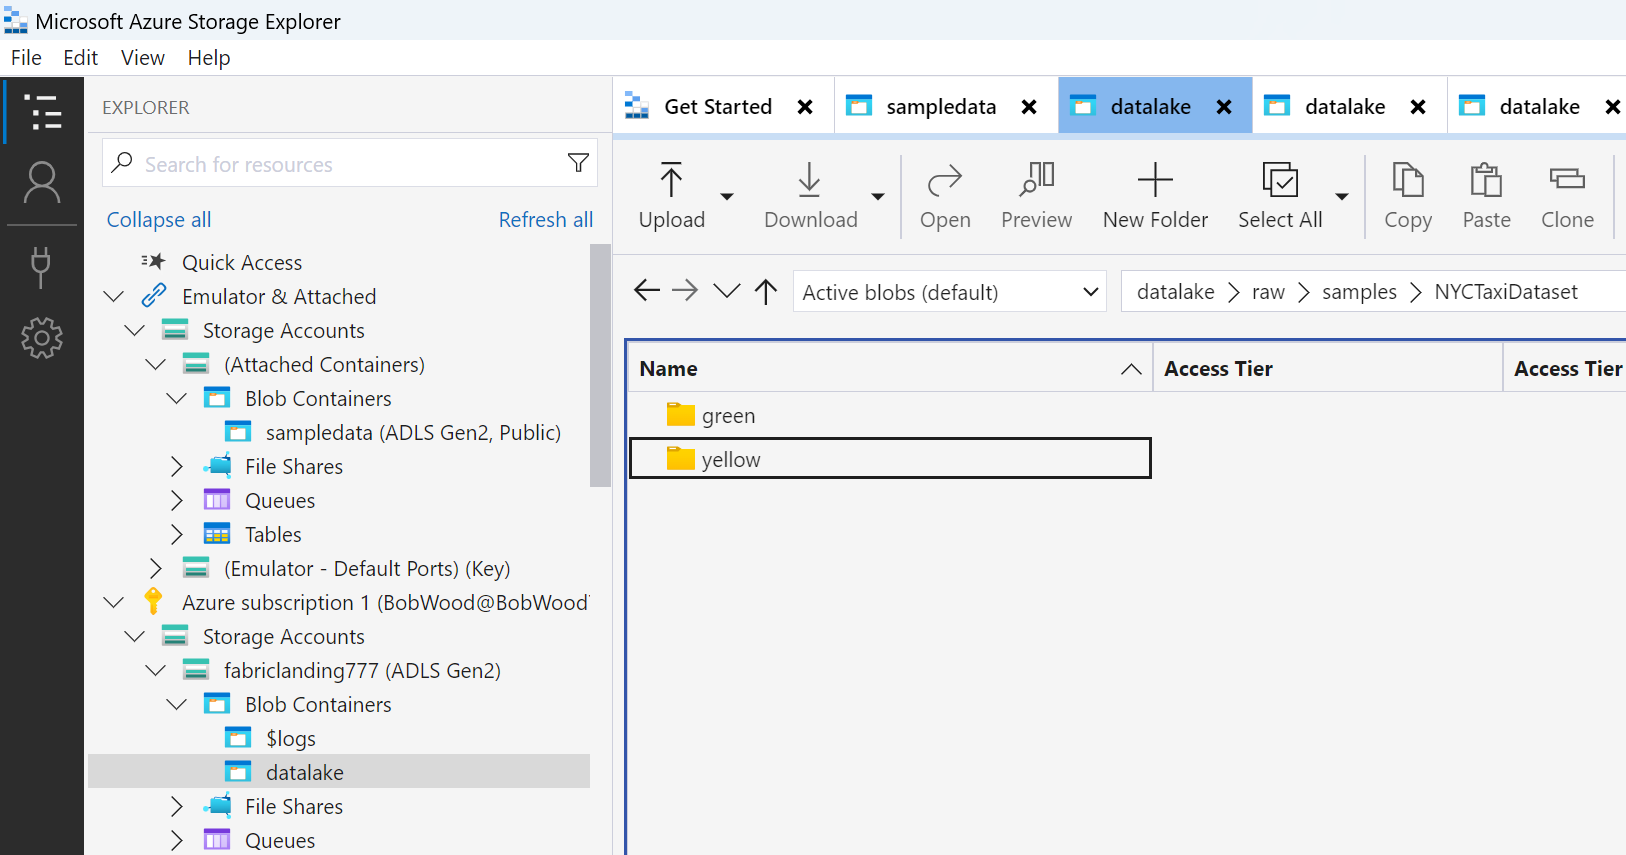 Microsoft Azure Storage Explorer
File Edit View Help
EXPLORER
Search for resources
Collapse all Refresh all
Quick Access
Emulator & Attached
Storage Accounts
(Attached Containers)
Blob Containers
sampledata (ADLS Gen2, Public)
File Shares
Queues
Tables
(Emulator - Default Ports) (Key)
Azure subscription 1 (BobWood@BobWood
Storage Accounts
fabriclanding777 (ADLS Gen2)
Blob Containers
$logs
datalake
File Shares
Queues
Get Started sampledata datalake datalake datalake
Upload Download Open Preview New Folder Select All Copy Paste Clone
Active blobs (default) datalake raw samples NYCTaxiDataset
Name Access Tier Access Tier
green
yellow